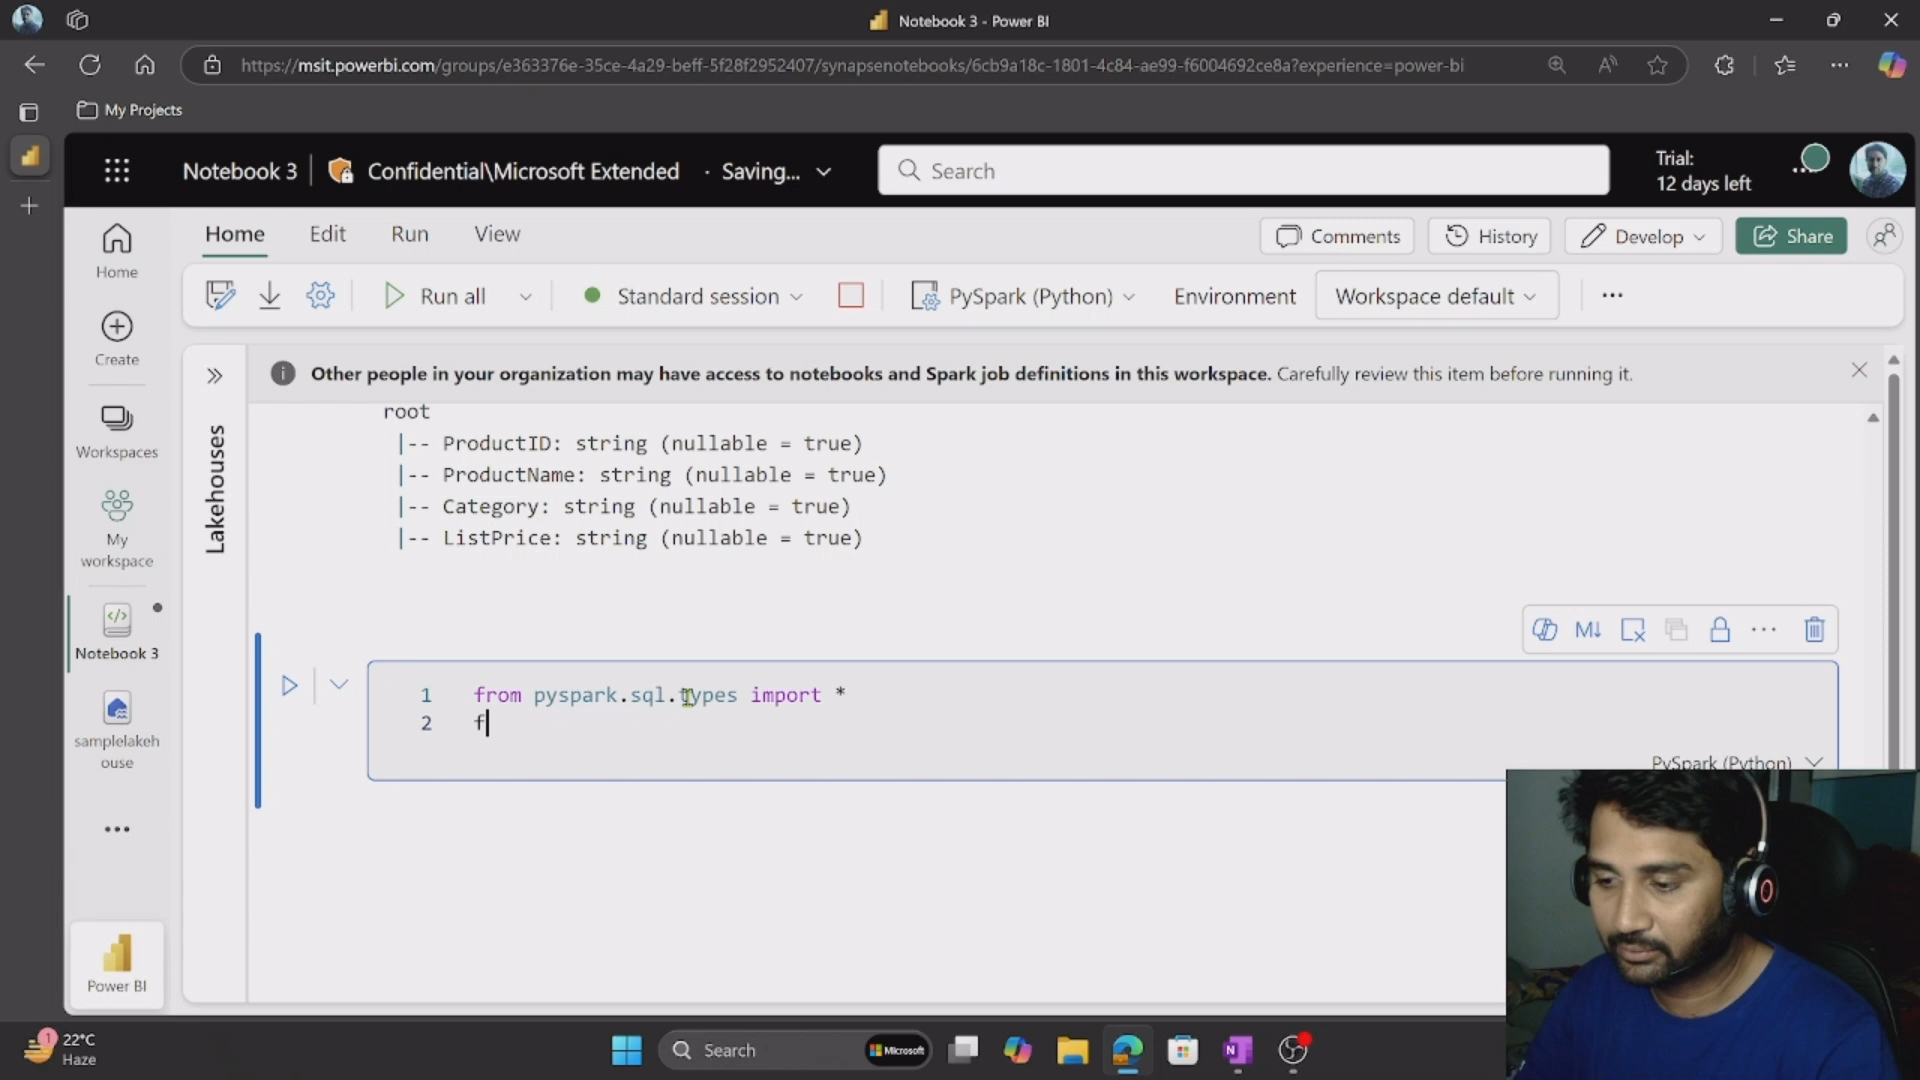 Notebook 3 - Power BI
https://msit.powerbi.com/groups/e363376e-35ce-4a29-beff-5f28f2952407/synapsenotebooks/6cb9a18c-1801-4c84-ae99-f6004692ce8a?experience=power-bi
My Projects
Notebook 3
Confidential\Microsoft Extended
· Saving...
Search
Trial:
12 days left
Home
Edit
Run
View
Comments
History
Develop
Share
Run all
Standard session
PySpark (Python)
Environment
Workspace default
Home
Create
Workspaces
My
workspace
Notebook 3
samplelakeh
ouse
Power BI
Lakehouses
Other people in your organization may have access to notebooks and Spark job definitions in this workspace. Carefully review this item before running it.
root
|-- ProductID: string (nullable = true)
|-- ProductName: string (nullable = true)
|-- Category: string (nullable = true)
|-- ListPrice: string (nullable = true)
M↓
1 from pyspark.sql.types import *
2 f
PySpark (Python)
1
22°C
Haze
Search
Microsoft